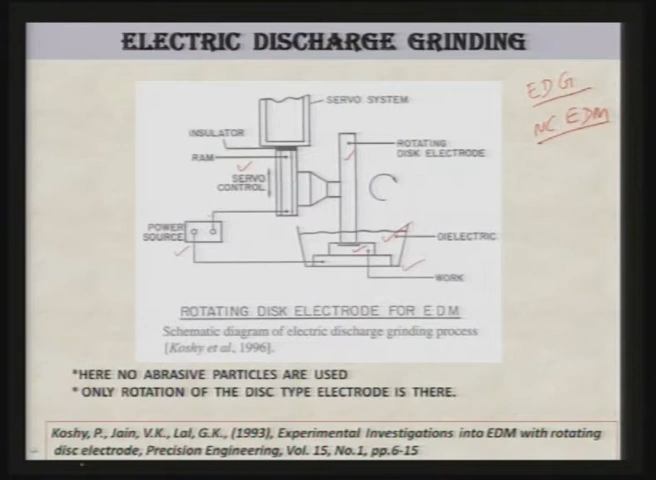 ELECTRIC DISCHARGE GRINDING
EDG
NC EDM
SERVO SYSTEM
INSULATOR
RAM
SERVO
CONTROL
ROTATING
DISK ELECTRODE
POWER
SOURCE
DIELECTRIC
WORK
ROTATING DISK ELECTRODE FOR EDM
Schematic diagram of electric discharge grinding process
[Koshy et al., 1996].
*HERE NO ABRASIVE PARTICLES ARE USED
* ONLY ROTATION OF THE DISC TYPE ELECTRODE IS THERE.
Koshy, P., Jain, V.K., Lal, G.K., (1993), Experimental Investigations into EDM with rotating
disc electrode, Precision Engineering, Vol. 15, No.1, pp.6-15